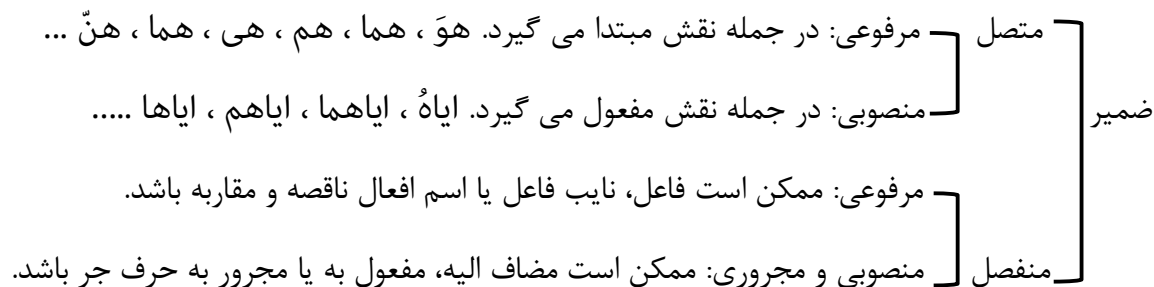 متصل مرفوعی: در جمله نقش مبتدا می گیرد. هوَ ، هما ، هم ، هی ، هما ، هنّ ...
منصوبی: در جمله نقش مفعول می گیرد. ایاهُ ، ایاهما ، ایاهم ، ایاها .....
ضمیر
مرفوعی: ممکن است فاعل، نایب فاعل یا اسم افعال ناقصه و مقاربه باشد.
منفصل منصوبی و مجروری: ممکن است مضاف الیه، مفعول به یا مجرور به حرف جر باشد.